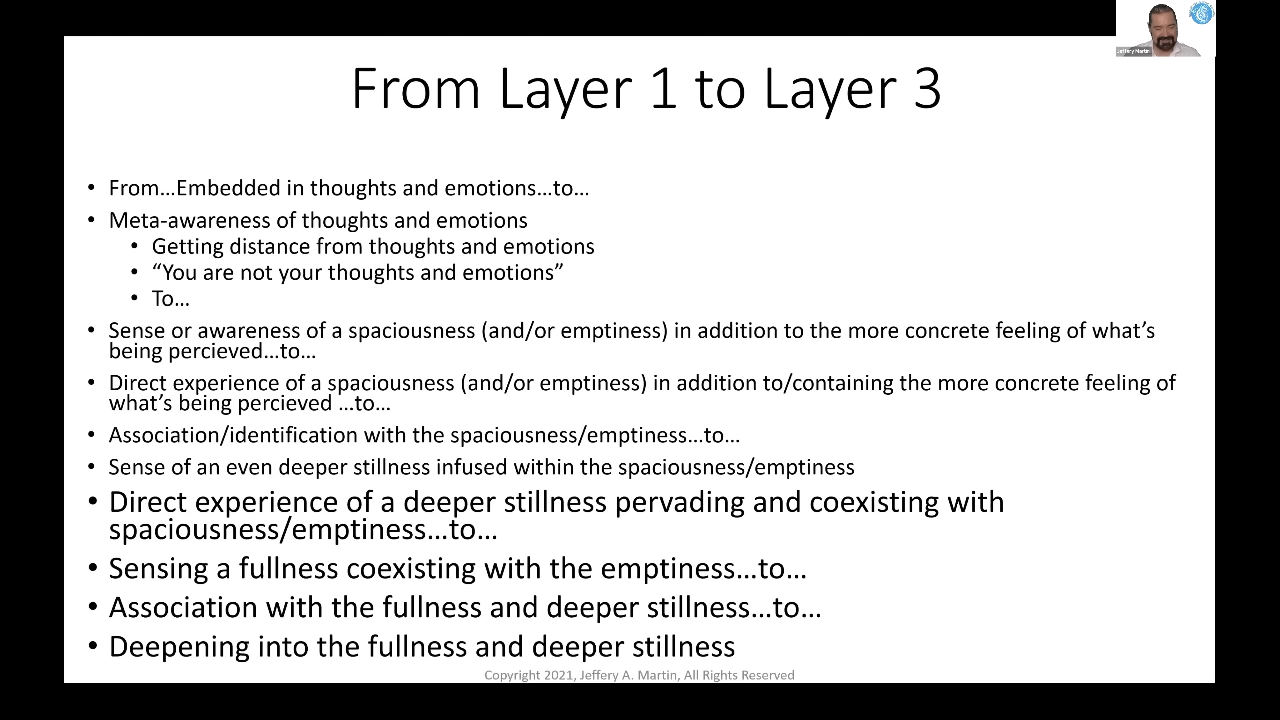 Jeffery Martin
From Layer 1 to Layer 3
• From...Embedded in thoughts and emotions...to...
• Meta-awareness of thoughts and emotions
• Getting distance from thoughts and emotions
• “You are not your thoughts and emotions”
• To...
• Sense or awareness of a spaciousness (and/or emptiness) in addition to the more concrete feeling of what’s
being percieved...to...
• Direct experience of a spaciousness (and/or emptiness) in addition to/containing the more concrete feeling of
what’s being percieved ...to...
• Association/identification with the spaciousness/emptiness...to...
• Sense of an even deeper stillness infused within the spaciousness/emptiness
• Direct experience of a deeper stillness pervading and coexisting with
spaciousness/emptiness...to...
• Sensing a fullness coexisting with the emptiness...to...
• Association with the fullness and deeper stillness...to...
• Deepening into the fullness and deeper stillness
Copyright 2021, Jeffery A. Martin, All Rights Reserved